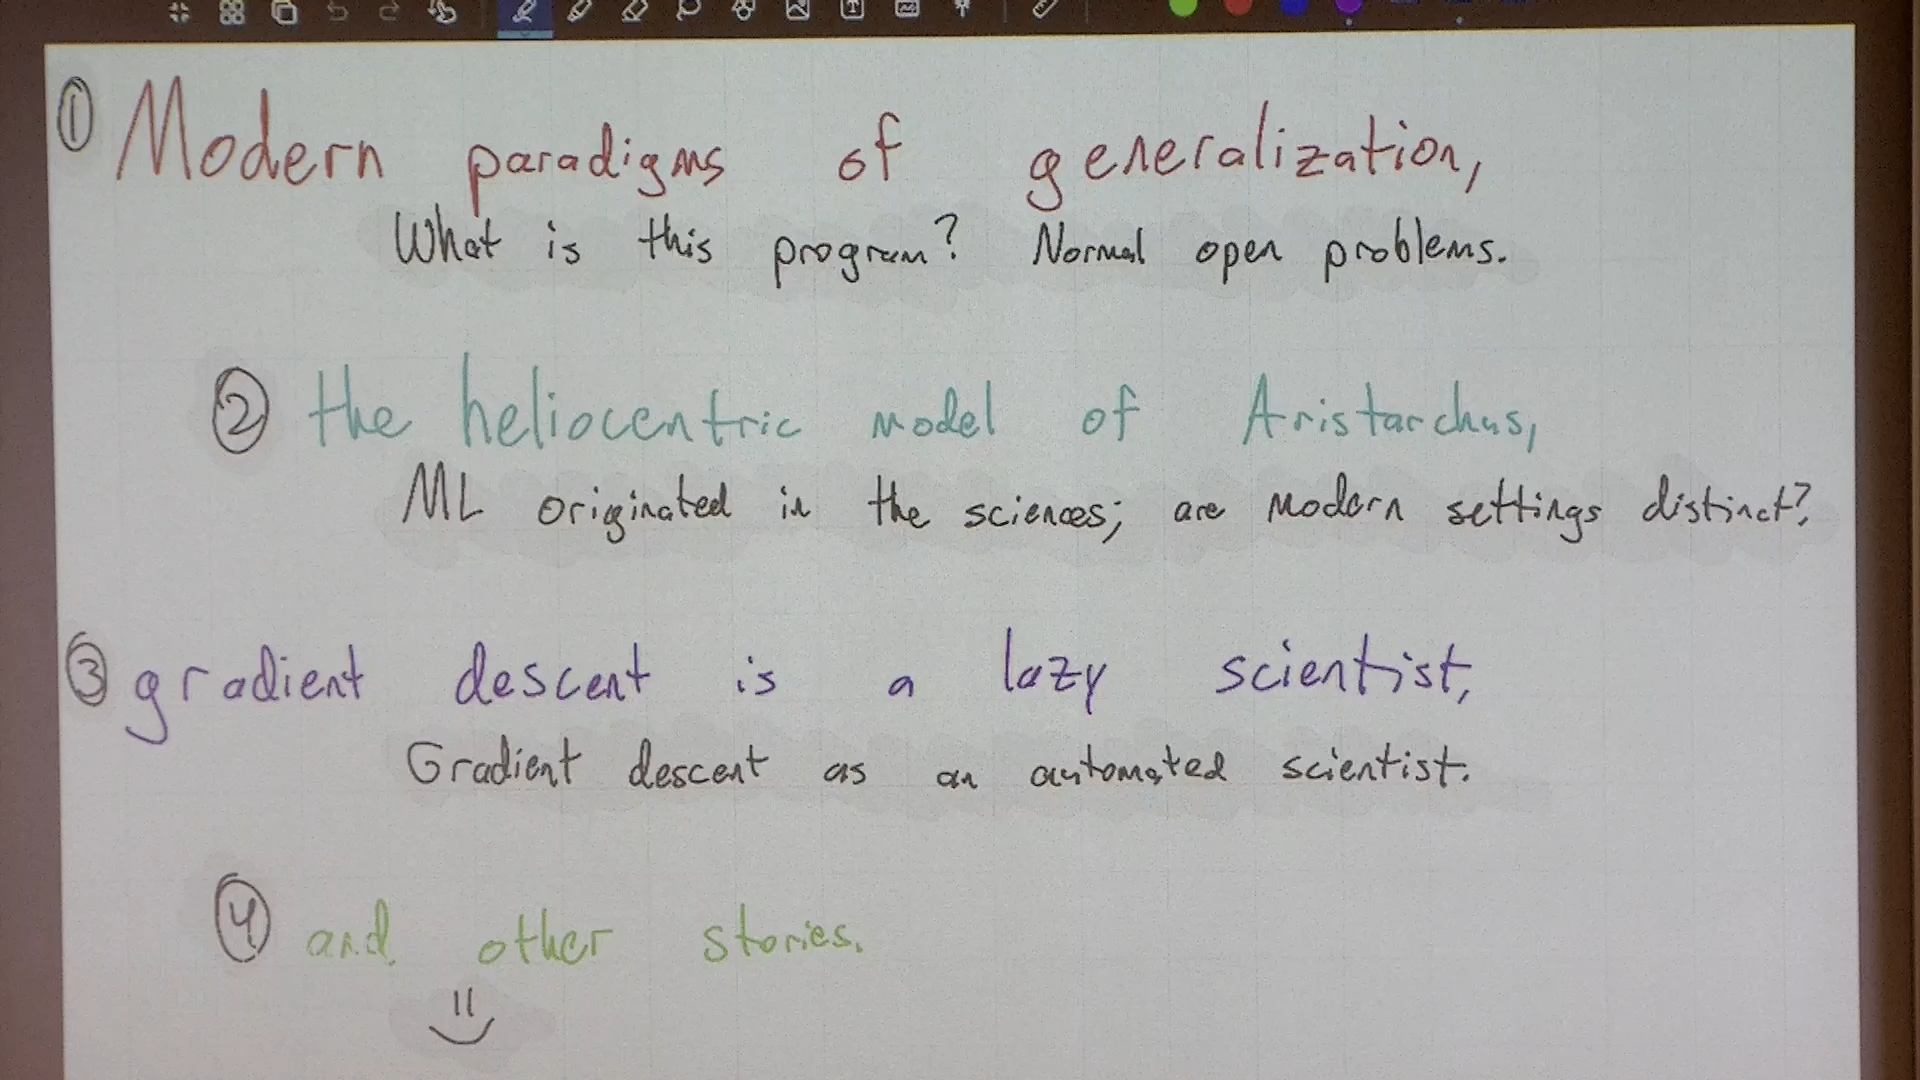 ① Modern paradigms of generalization,
What is this program? Normal open problems.
② the heliocentric model of Aristarchus,
ML originated in the sciences; are modern settings distinct?
③ gradient descent is a lazy scientist,
Gradient descent as an automated scientist.
④ and other stories.